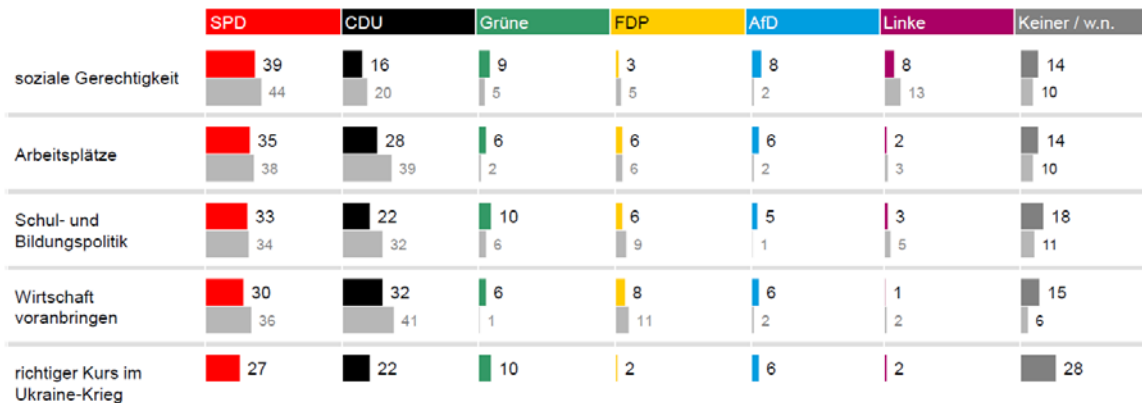 SPD CDU Grüne FDP AfD Linke Keiner / w.n.
soziale Gerechtigkeit
39 16 9 3 8 8 14
44 20 5 5 2 13 10
Arbeitsplätze
35 28 6 6 6 2 14
38 39 2 6 2 3 10
Schul- und
Bildungspolitik
33 22 10 6 5 3 18
34 32 6 9 1 5 11
Wirtschaft
voranbringen
30 32 6 8 6 1 15
36 41 1 11 2 2 6
richtiger Kurs im
Ukraine-Krieg
27 22 10 2 6 2 28